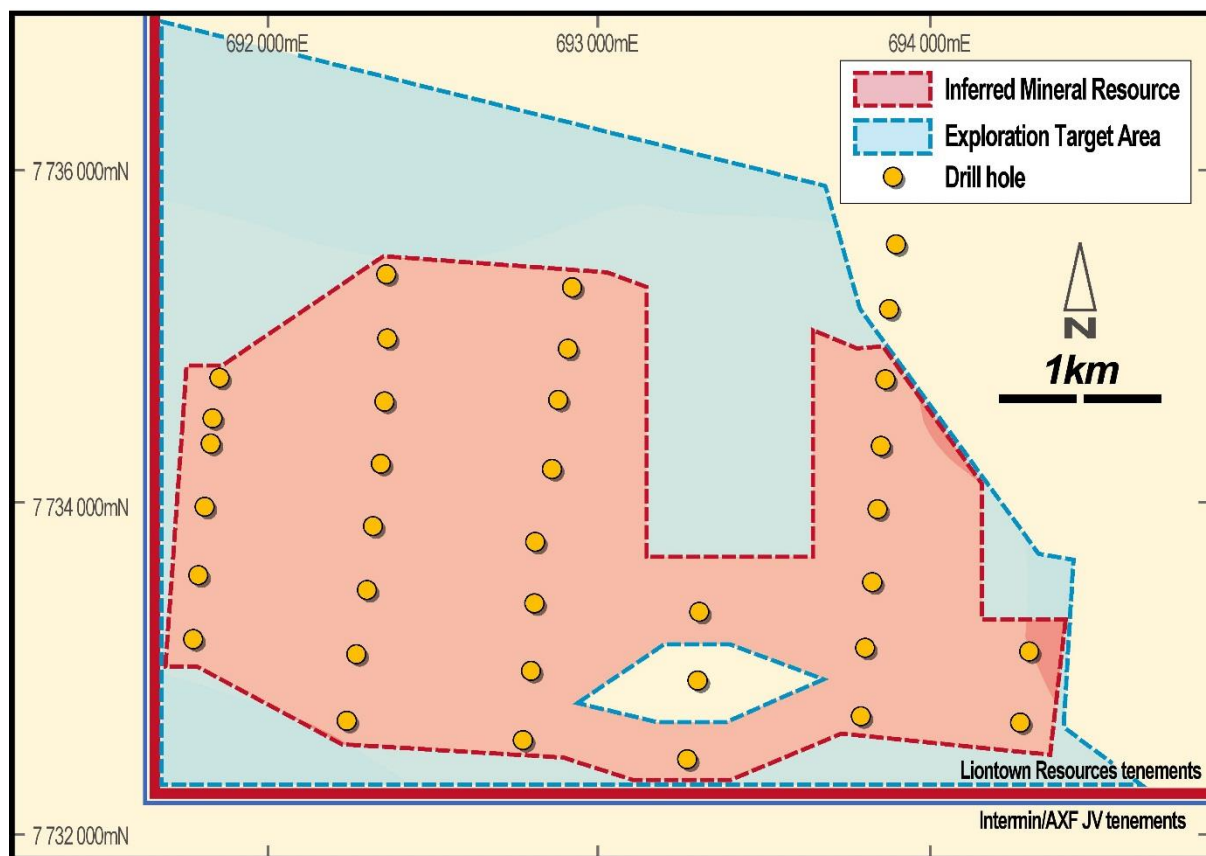 692 000mE
693 000mE
694 000mE
Inferred Mineral Resource
Exploration Target Area
Drill hole
7 736 000mN
N
1km
7 734 000mN
Liontown Resources tenements
Intermin/AXF JV tenements
7 732 000mN